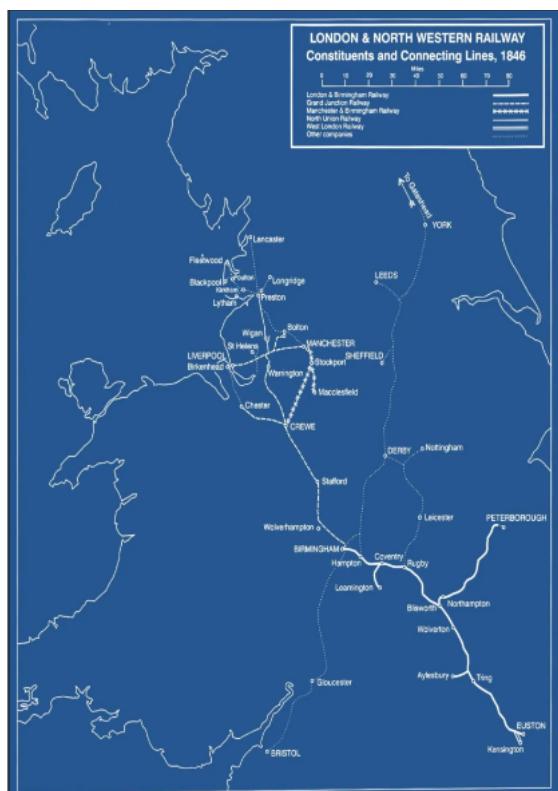 LONDON & NORTH WESTERN RAILWAY
Constituents and Connecting Lines, 1846
Miles
0 10 20 30 40 50 60 70 80
London & Birmingham Railway
Grand Junction Railway
Manchester & Birmingham Railway
North Union Railway
West London Railway
Other companies
To Gateshead
YORK
Lancaster
Fleetwood
LEEDS
Blackpool
Poulton
Longridge
Kirkham
Preston
Lytham
Bolton
Wigan
MANCHESTER
St Helens
LIVERPOOL
Stockport
SHEFFIELD
Birkenhead
Warrington
Macclesfield
Chester
CREWE
Nottingham
DERBY
Stafford
Leicester
PETERBOROUGH
Wolverhampton
BIRMINGHAM
Coventry
Hampton
Rugby
Leamington
Northampton
Blisworth
Wolverton
Aylesbury
Tring
Gloucester
EUSTON
Kensington
BRISTOL